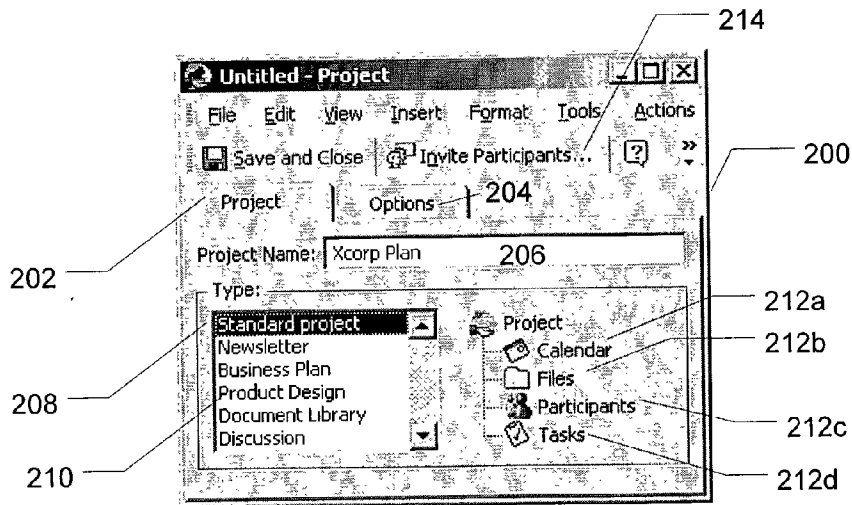 214
Untitled - Project
File Edit View Insert Format Tools Actions
Save and Close Invite Participants...
200
Project Options 204
Project Name: Xcorp Plan 206
202
Type:
212a
Standard project Project
Newsletter Calendar
212b
Business Plan Files
208
Product Design Participants
Document Library
212c
Discussion Tasks
210
212d